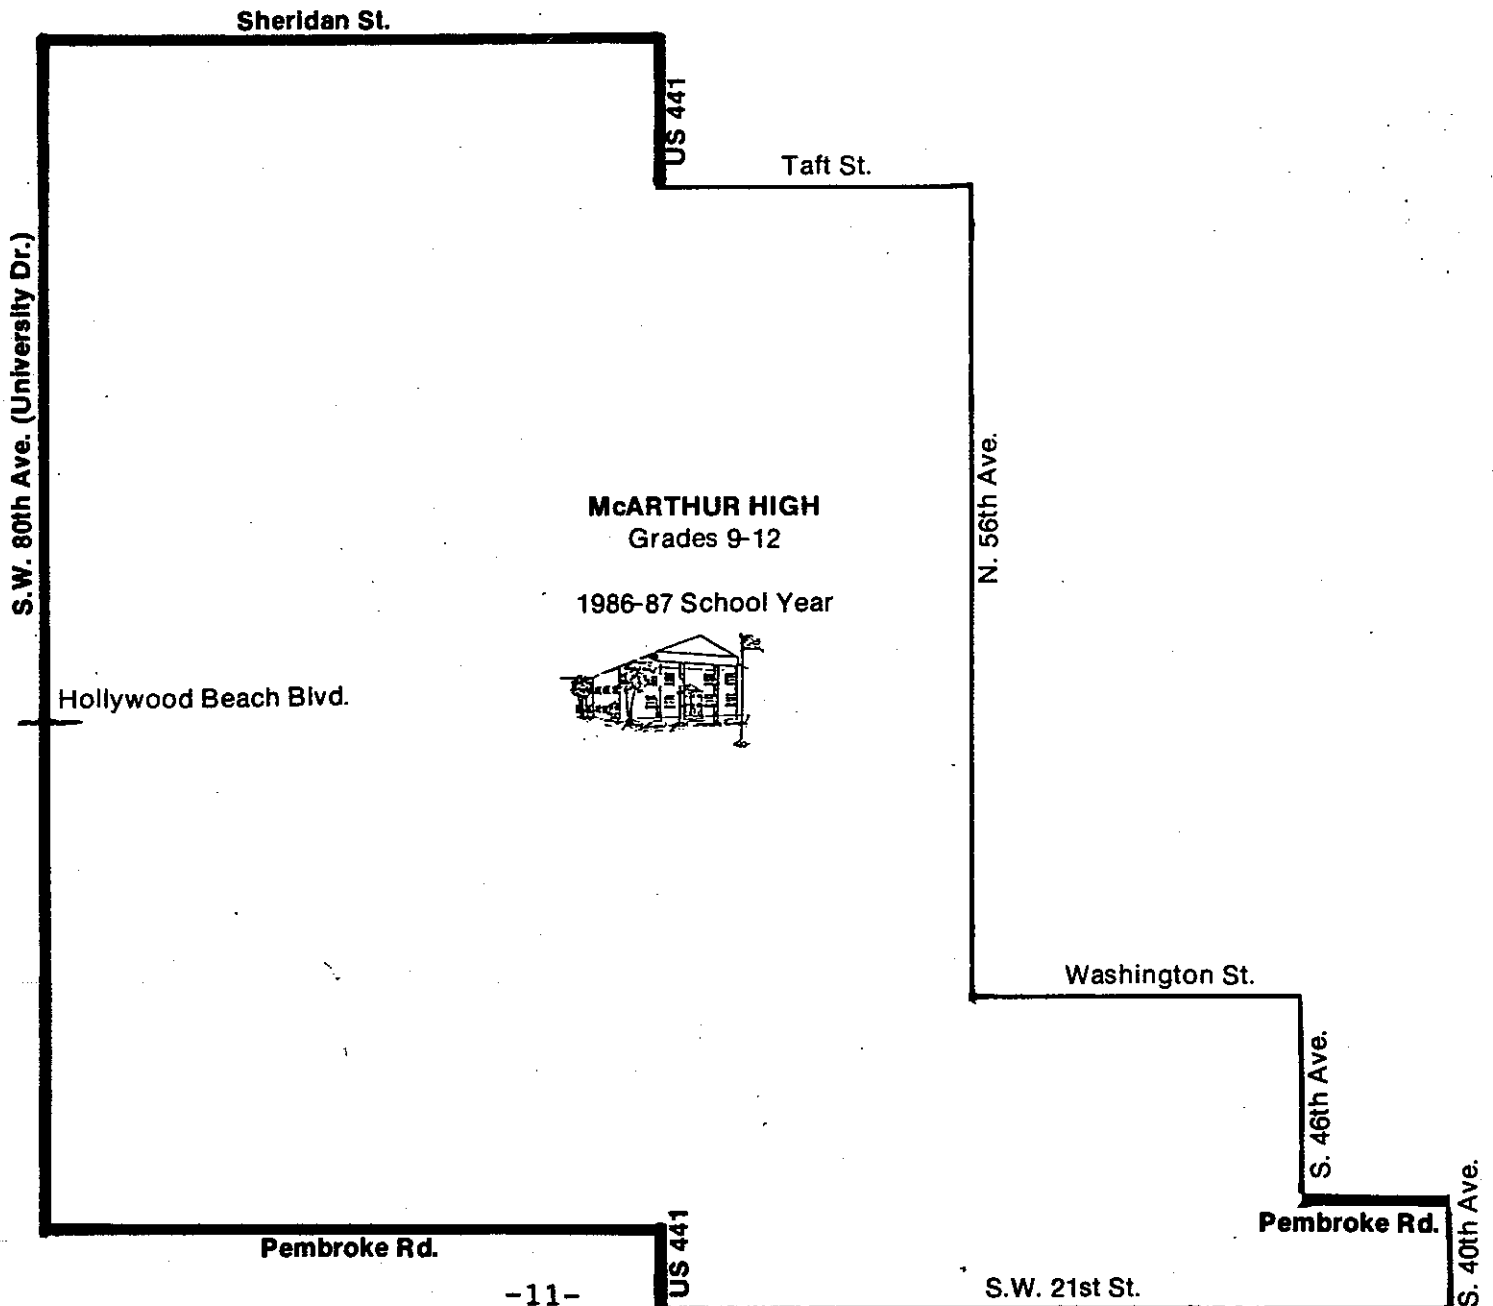 Sheridan St.
US 441
Taft St.
S.W. 80th Ave. (University Dr.)
N. 56th Ave.
McARTHUR HIGH
Grades 9-12
1986-87 School Year
Hollywood Beach Blvd.
Washington St.
S. 46th Ave.
S. 40th Ave.
Pembroke Rd.
Pembroke Rd.
US 441
S.W. 21st St.
-11-